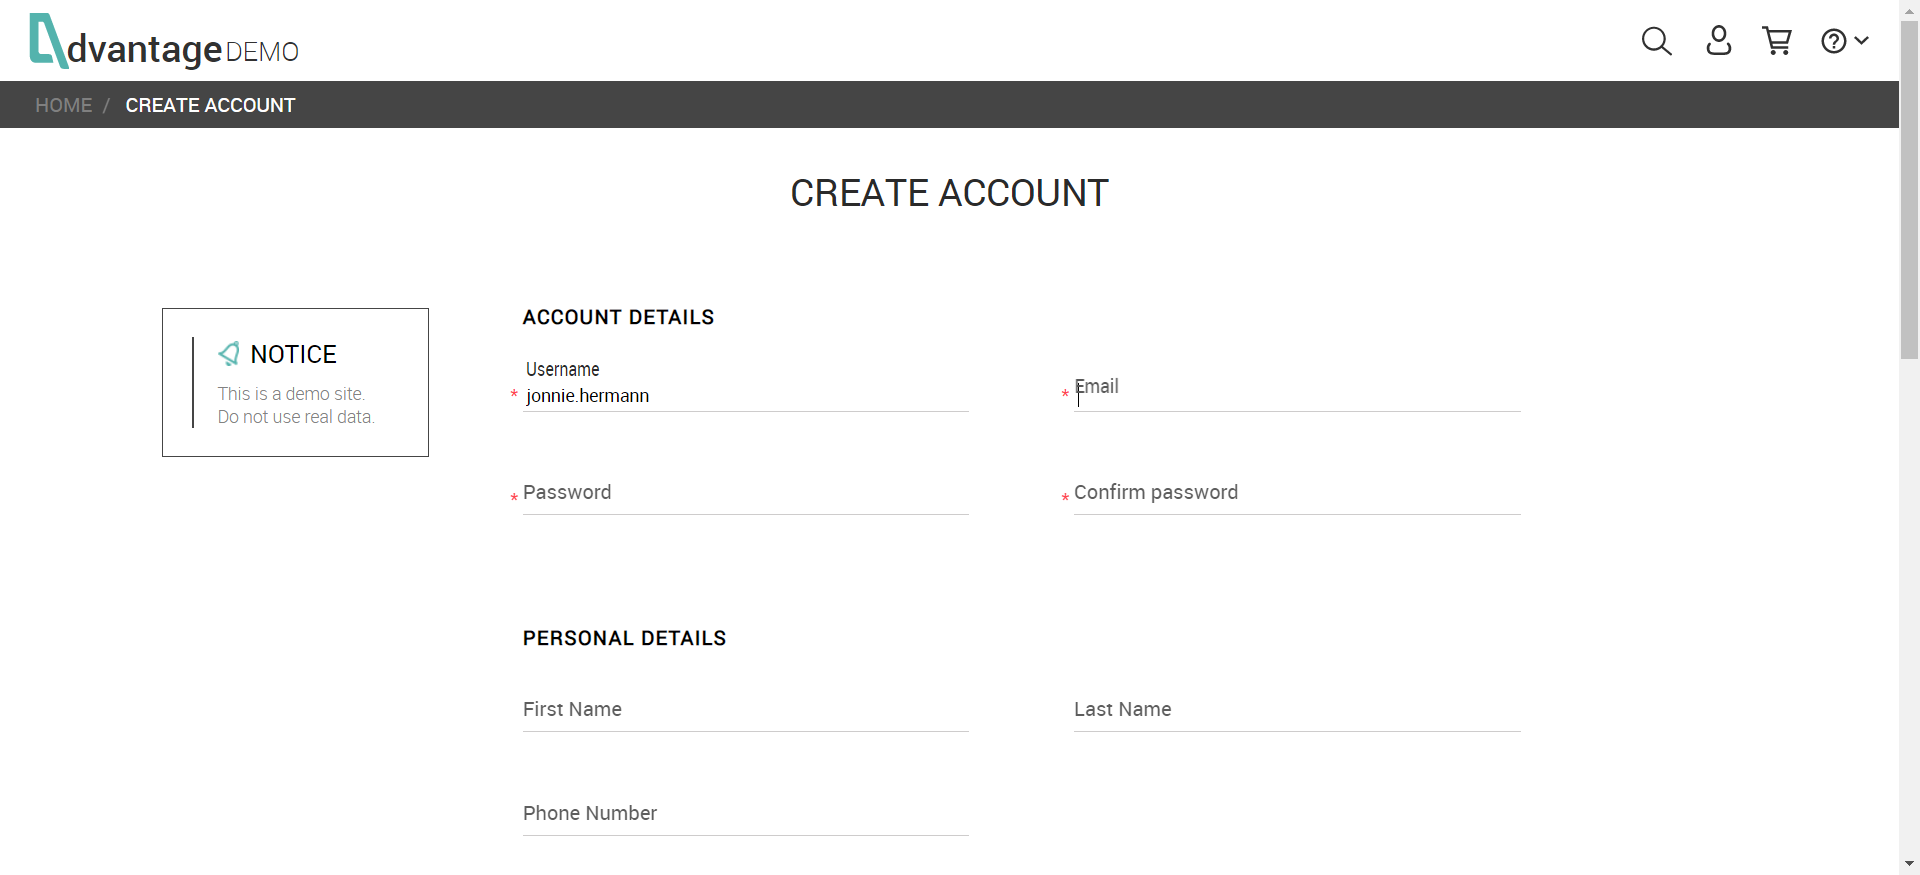 dvantage DEMO
HOME / CREATE ACCOUNT
CREATE ACCOUNT
NOTICE
This is a demo site.
Do not use real data.
ACCOUNT DETAILS
Username
* jonnie.hermann
* Email
* Password
* Confirm password
PERSONAL DETAILS
First Name
Last Name
Phone Number